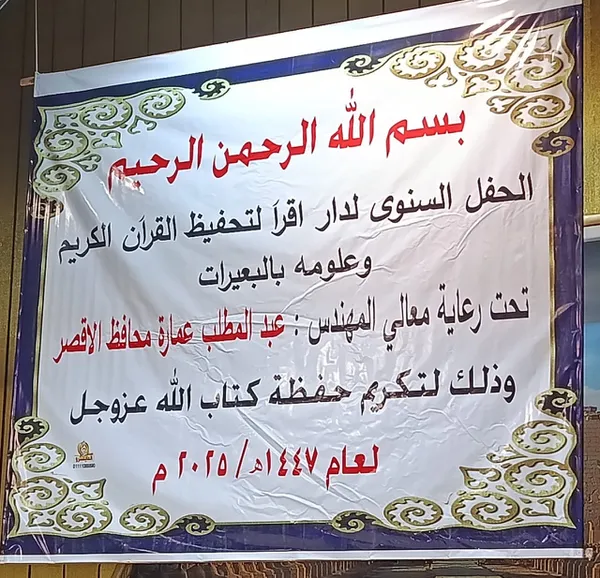 بسم الله الرحمن الرحيم
الحفل السنوى لدار اقرآ لتحفيظ القرآن الكريم
وعلومه بالبعيرات
تحت رعاية معالي المهندس : عبد المطلب عمارة محافظ الاقصر
وذلك لتكريم حفظة كتاب الله عزوجل
لعام ١٤٤٧هـ/ ٢٠٢٥ م